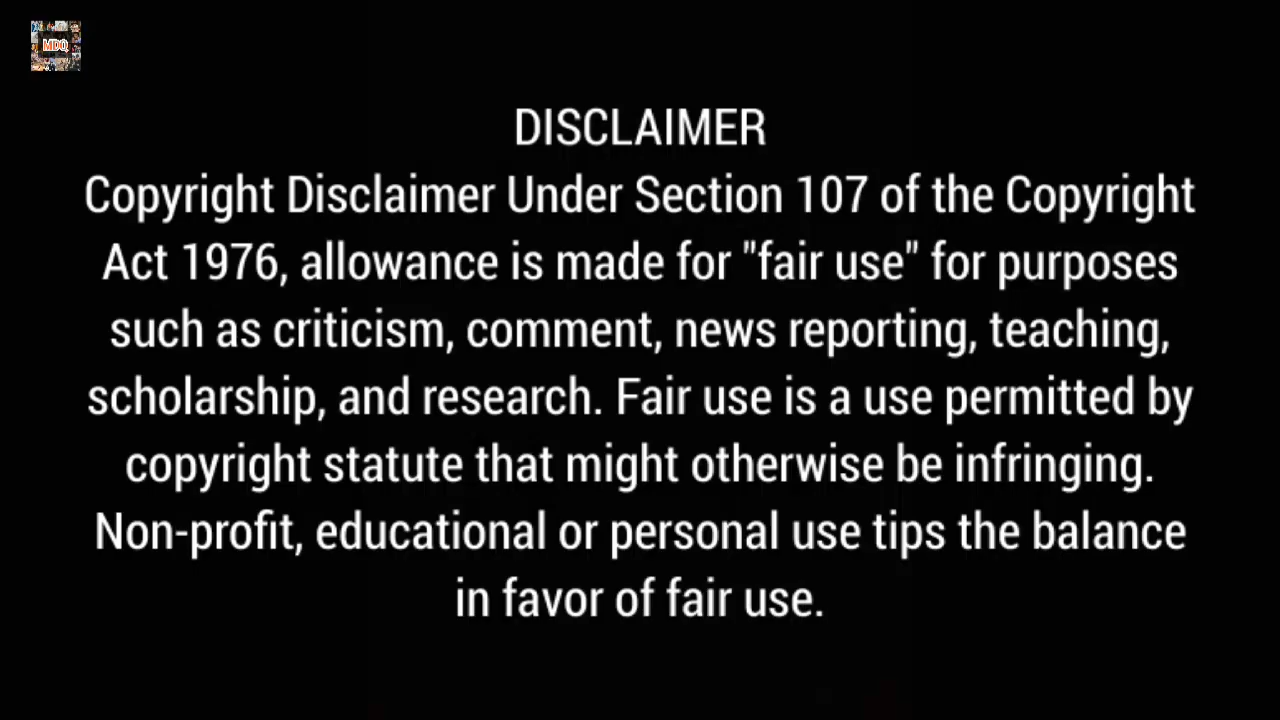 MDQ
DISCLAIMER
Copyright Disclaimer Under Section 107 of the Copyright
Act 1976, allowance is made for "fair use" for purposes
such as criticism, comment, news reporting, teaching,
scholarship, and research. Fair use is a use permitted by
copyright statute that might otherwise be infringing.
Non-profit, educational or personal use tips the balance
in favor of fair use.